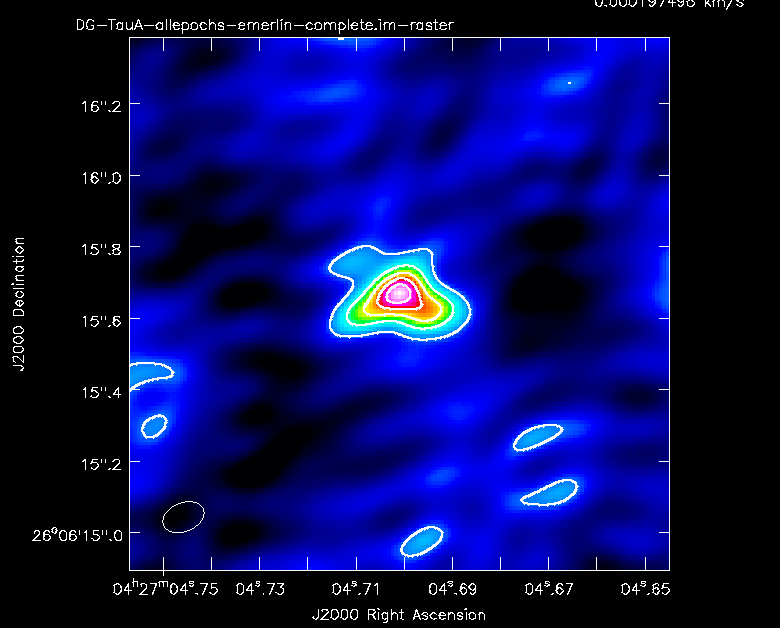 0.000197498 km/s
DG-TauA-allepochs-emerlin-complete.im-raster
16".2
16".0
15".8
15".6
15".4
15".2
26°06'15".0
J2000 Declination
04h27m04s.75 04s.73 04s.71 04s.69 04s.67 04s.65
J2000 Right Ascension